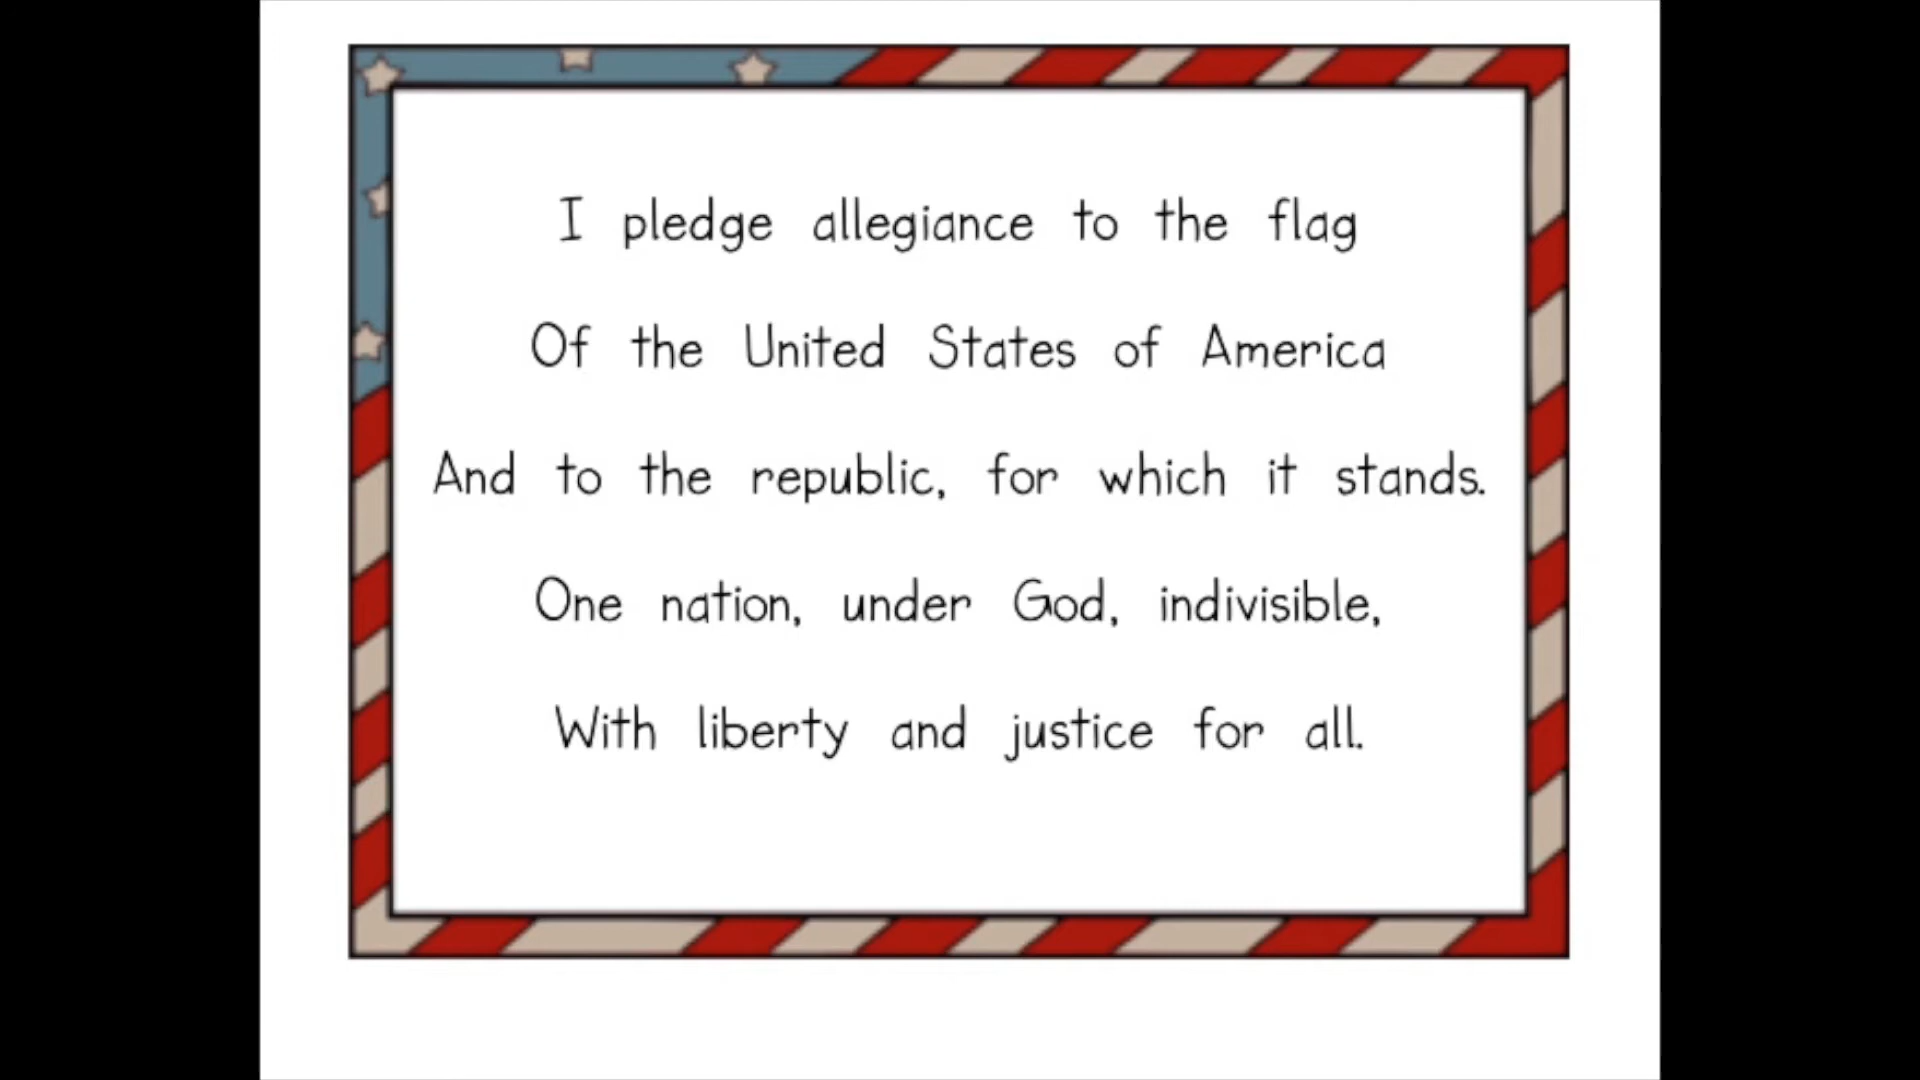 I pledge allegiance to the flag
Of the United States of America
And to the republic, for which it stands.
One nation, under God, indivisible,
With liberty and justice for all.